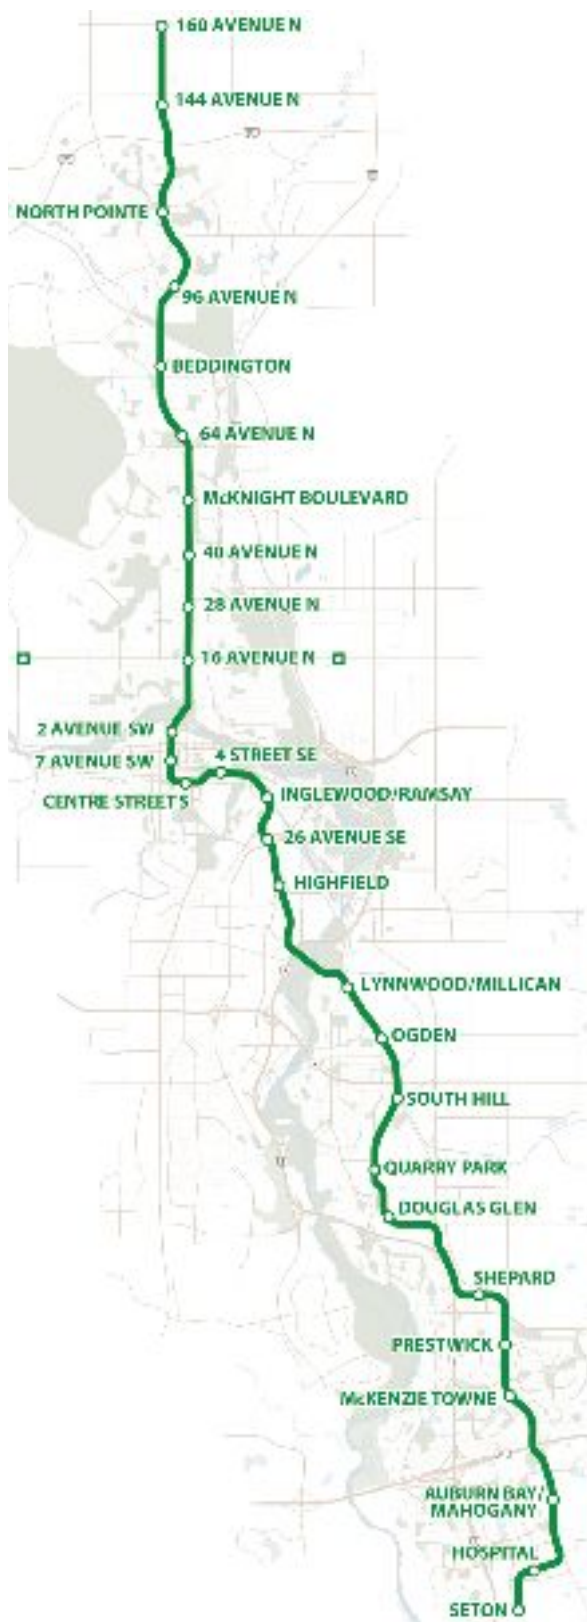 160 AVENUE N
144 AVENUE N
NORTH POINTE
96 AVENUE N
BEDDINGTON
64 AVENUE N
McKNIGHT BOULEVARD
40 AVENUE N
28 AVENUE N
16 AVENUE N
2 AVENUE SW
7 AVENUE SW
4 STREET SE
CENTRE STREET S
INGLEWOOD/RAMSAY
26 AVENUE SE
HIGHFIELD
LYNNWOOD/MILLICAN
OGDEN
SOUTH HILL
QUARRY PARK
DOUGLAS GLEN
SHEPARD
PRESTWICK
McKENZIE TOWNE
AUBURN BAY/
MAHOGANY
HOSPITAL
SETON